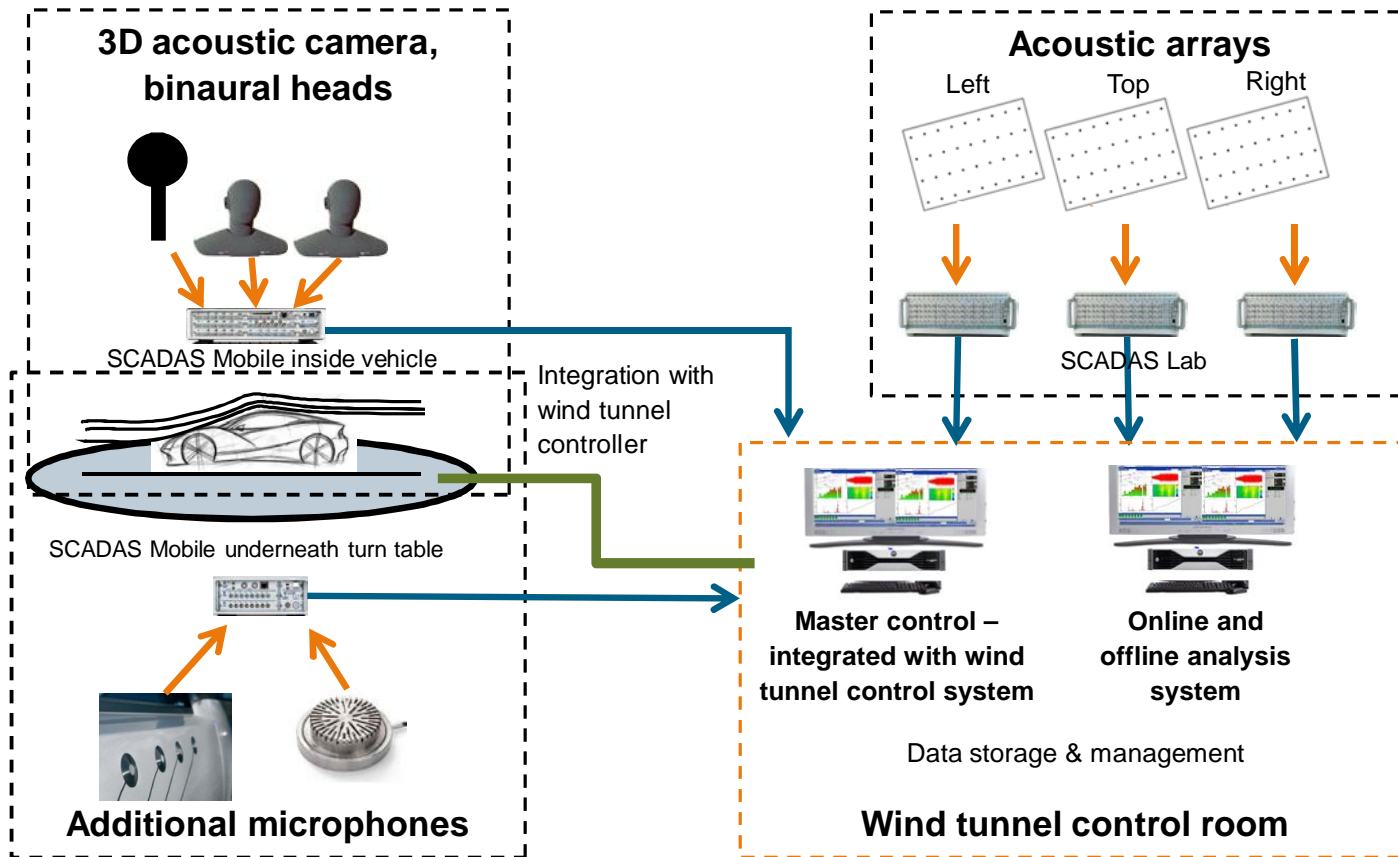 3D acoustic camera,
binaural heads
SCADAS Mobile inside vehicle
Acoustic arrays
Left
Top
Right
SCADAS Lab
Integration with
wind tunnel
controller
SCADAS Mobile underneath turn table
Additional microphones
Master control –
integrated with wind
tunnel control system
Online and
offline analysis
system
Data storage & management
Wind tunnel control room